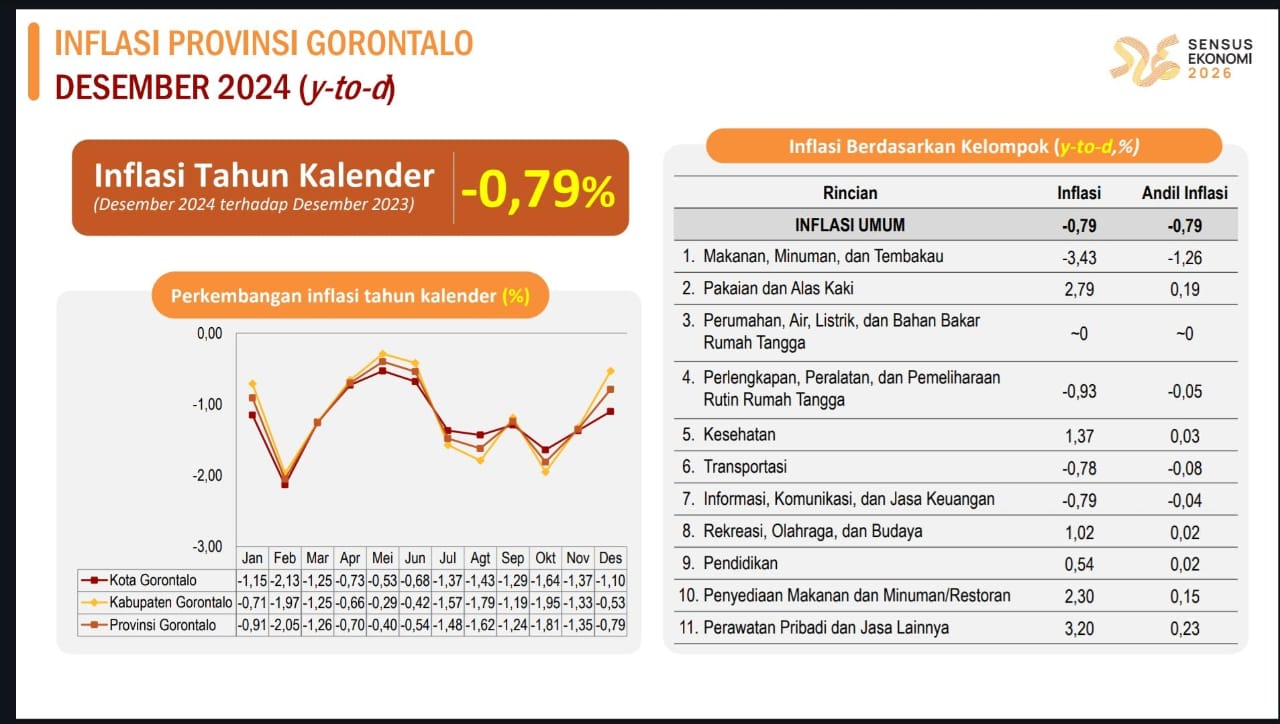 INFLASI PROVINSI GORONTALO
DESEMBER 2024 (y-to-d)
SENSUS
EKONOMI
2026
Inflasi Tahun Kalender
(Desember 2024 terhadap Desember 2023)
-0,79%
Perkembangan inflasi tahun kalender (%)
0,00
-1,00
-2,00
-3,00
Jan Feb Mar Apr Mei Jun Jul Agt Sep Okt Nov Des
Kota Gorontalo -1,15 -2,13 -1,25 -0,73 -0,53 -0,68 -1,37 -1,43 -1,29 -1,64 -1,37 -1,10
Kabupaten Gorontalo -0,71 -1,97 -1,25 -0,66 -0,29 -0,42 -1,57 -1,79 -1,19 -1,95 -1,33 -0,53
Provinsi Gorontalo -0,91 -2,05 -1,26 -0,70 -0,40 -0,54 -1,48 -1,62 -1,24 -1,81 -1,35 -0,79
Inflasi Berdasarkan Kelompok (y-to-d,%)
Rincian Inflasi Andil Inflasi
INFLASI UMUM -0,79 -0,79
1. Makanan, Minuman, dan Tembakau -3,43 -1,26
2. Pakaian dan Alas Kaki 2,79 0,19
3. Perumahan, Air, Listrik, dan Bahan Bakar
Rumah Tangga ~0 ~0
4. Perlengkapan, Peralatan, dan Pemeliharaan
Rutin Rumah Tangga -0,93 -0,05
5. Kesehatan 1,37 0,03
6. Transportasi -0,78 -0,08
7. Informasi, Komunikasi, dan Jasa Keuangan -0,79 -0,04
8. Rekreasi, Olahraga, dan Budaya 1,02 0,02
9. Pendidikan 0,54 0,02
10. Penyediaan Makanan dan Minuman/Restoran 2,30 0,15
11. Perawatan Pribadi dan Jasa Lainnya 3,20 0,23